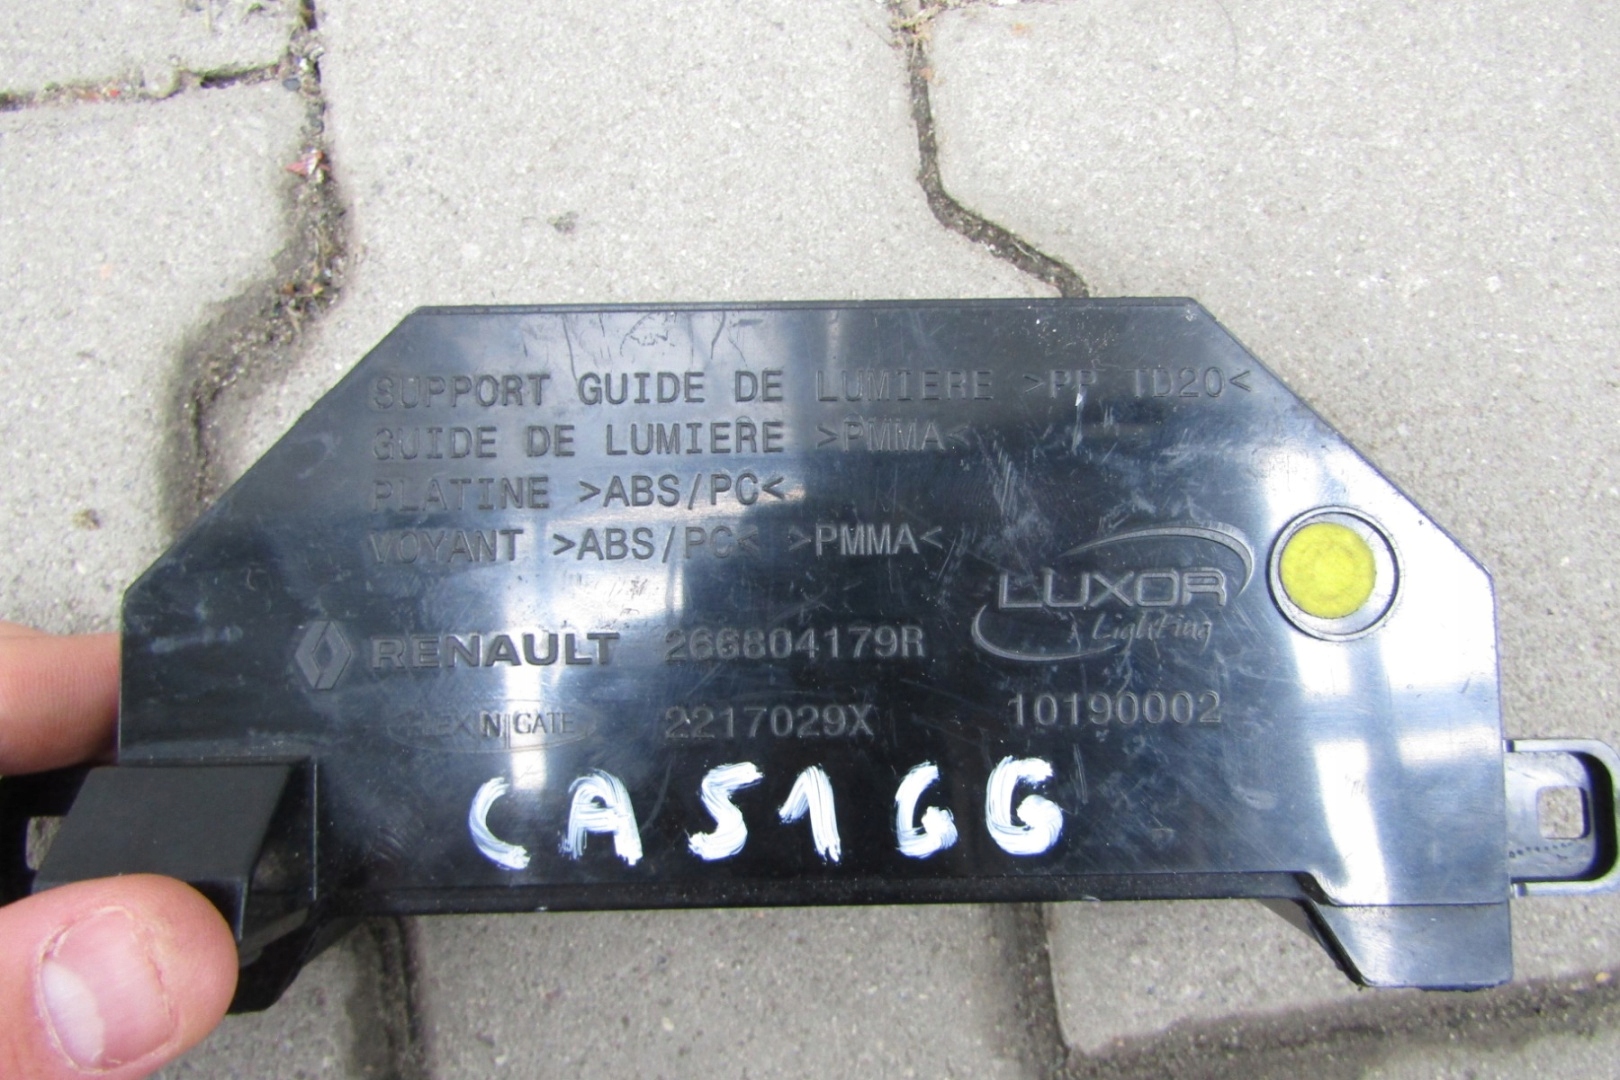 SUPPORT GUIDE DE LUMIERE >PP TD20<
GUIDE DE LUMIERE >PMMA<
PLATINE >ABS/PC<
VOYANT >ABS/PC< >PMMA<
LUXOR
Lighting
RENAULT 266804179R
N|GATE 2217029X 10190002
CA51GG